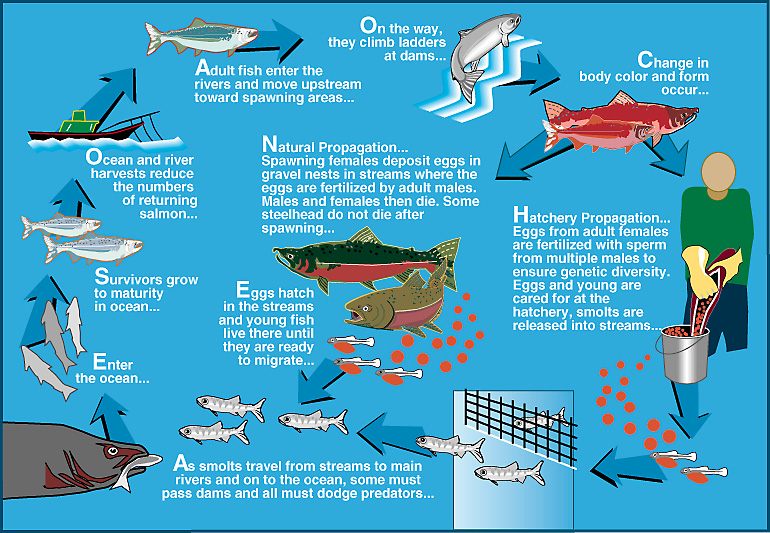 Adult fish enter the
rivers and move upstream
toward spawning areas...
On the way,
they climb ladders
at dams...
Change in
body color and form
occur...
Natural Propagation...
Spawning females deposit eggs in
gravel nests in streams where the
eggs are fertilized by adult males.
Males and females then die. Some
steelhead do not die after
spawning...
Hatchery Propagation...
Eggs from adult females
are fertilized with sperm
from multiple males to
ensure genetic diversity.
Eggs and young are
cared for at the
hatchery, smolts are
released into streams...
Eggs hatch
in the streams
and young fish
live there until
they are ready
to migrate...
As smolts travel from streams to main
rivers and on to the ocean, some must
pass dams and all must dodge predators...
Enter
the ocean...
Survivors grow
to maturity
in ocean...
Ocean and river
harvests reduce
the numbers
of returning
salmon...